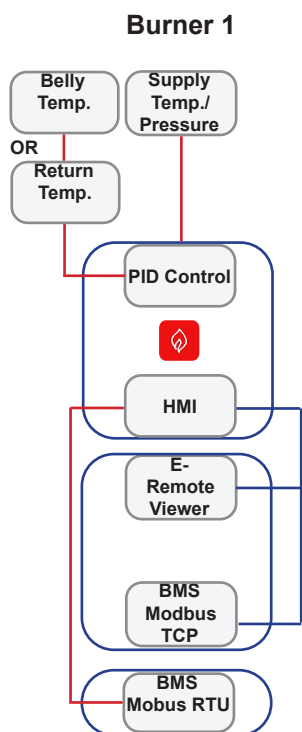 Burner 1
Belly
Temp.
Supply
Temp./
Pressure
OR
Return
Temp.
PID Control
HMI
E-
Remote
Viewer
BMS
Modbus
TCP
BMS
Mobus RTU